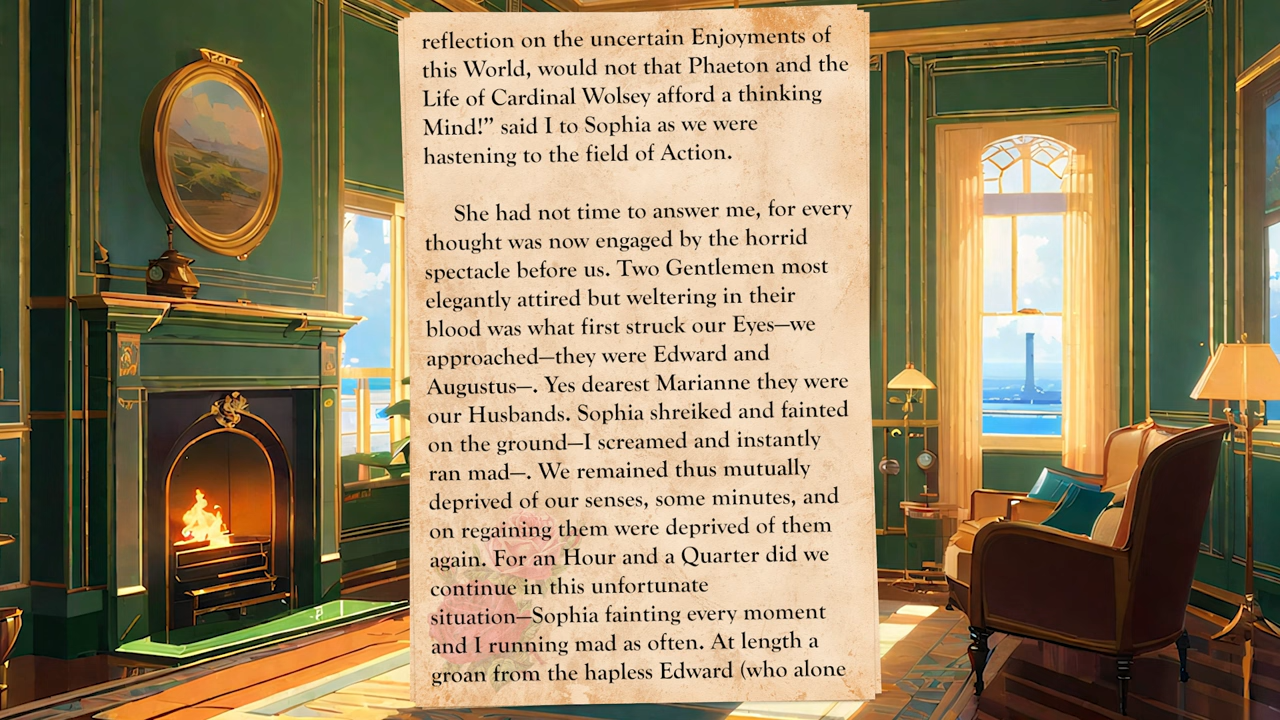 reflection on the uncertain Enjoyments of
this World, would not that Phaeton and the
Life of Cardinal Wolsey afford a thinking
Mind!” said I to Sophia as we were
hastening to the field of Action.
She had not time to answer me, for every
thought was now engaged by the horrid
spectacle before us. Two Gentlemen most
elegantly attired but weltering in their
blood was what first struck our Eyes—we
approached—they were Edward and
Augustus—. Yes dearest Marianne they were
our Husbands. Sophia shreiked and fainted
on the ground—I screamed and instantly
ran mad—. We remained thus mutually
deprived of our senses, some minutes, and
on regaining them were deprived of them
again. For an Hour and a Quarter did we
continue in this unfortunate
situation—Sophia fainting every moment
and I running mad as often. At length a
groan from the hapless Edward (who alone